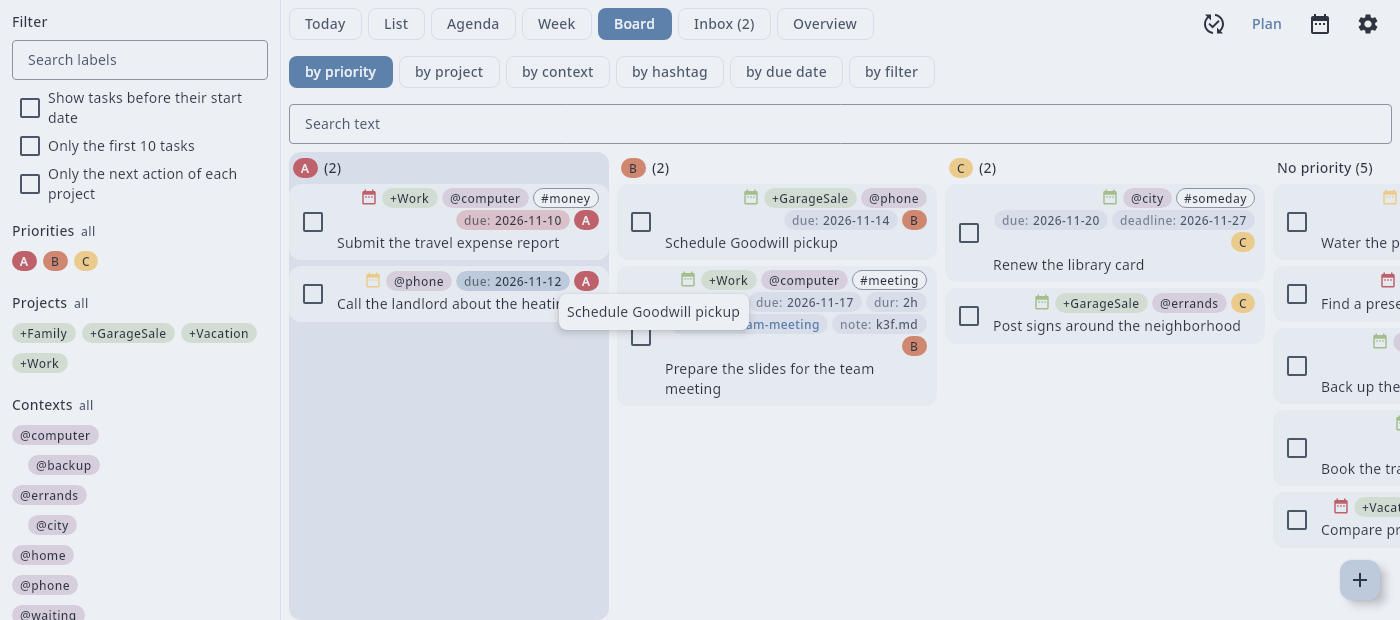 Filter
Search labels
Show tasks before their start
date
Only the first 10 tasks
Only the next action of each
project
Priorities all
A B C
Projects all
+Family +GarageSale +Vacation
+Work
Contexts all
@computer
@backup
@errands
@city
@home
@phone
@waiting
Today List Agenda Week Board Inbox (2) Overview
Plan
by priority by project by context by hashtag by due date by filter
Search text
A (2)
+Work @computer #money
due: 2026-11-10 A
Submit the travel expense report
@phone due: 2026-11-12 A
Call the landlord about the
Schedule Goodwill pickup
B (2)
+GarageSale @phone
due: 2026-11-14 B
Schedule Goodwill pickup
+Work @computer #meeting
due: 2026-11-17 dur: 2h
am-meeting note: k3f.md
B
Prepare the slides for the team
meeting
C (2)
@city #someday
due: 2026-11-20 deadline: 2026-11-27
C
Renew the library card
+GarageSale @errands C
Post signs around the neighborhood
No priority (5)
Water the
Find a
Back up the
Book the
Compare
+